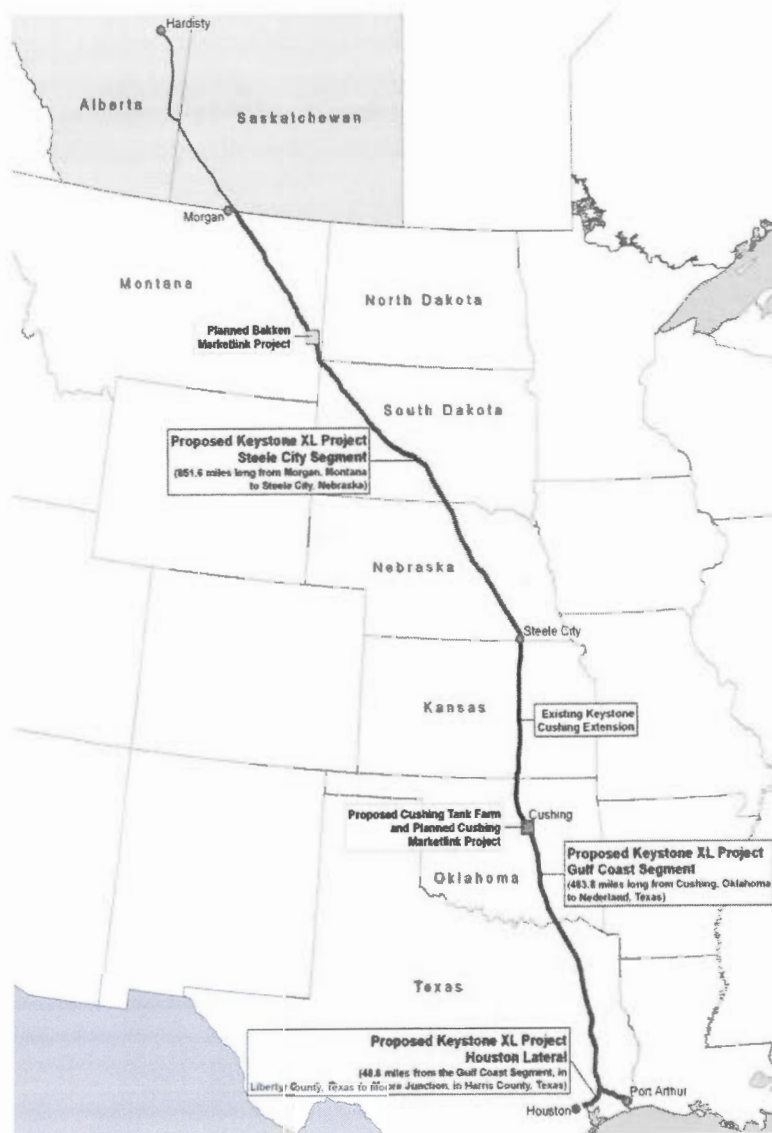 Hardisty
Alberta
Saskatchewan
Morgan
Montana
North Dakota
Planned Bakken
Marketlink Project
South Dakota
Proposed Keystone XL Project
Steele City Segment
(851.6 miles long from Morgan, Montana
to Steele City, Nebraska)
Nebraska
Steele City
Kansas
Existing Keystone
Cushing Extension
Proposed Cushing Tank Farm
and Planned Cushing
Marketlink Project
Cushing
Proposed Keystone XL Project
Gulf Coast Segment
(483.8 miles long from Cushing, Oklahoma
to Nederland, Texas)
Oklahoma
Texas
Proposed Keystone XL Project
Houston Lateral
(48.6 miles from the Gulf Coast Segment, in
Liberty County, Texas to Moore Junction, in Harris County, Texas)
Port Arthur
Houston